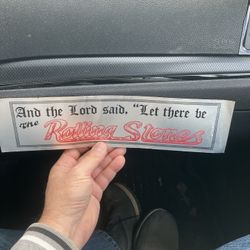 And the Lord said. "Let there be
the Rolling Stones